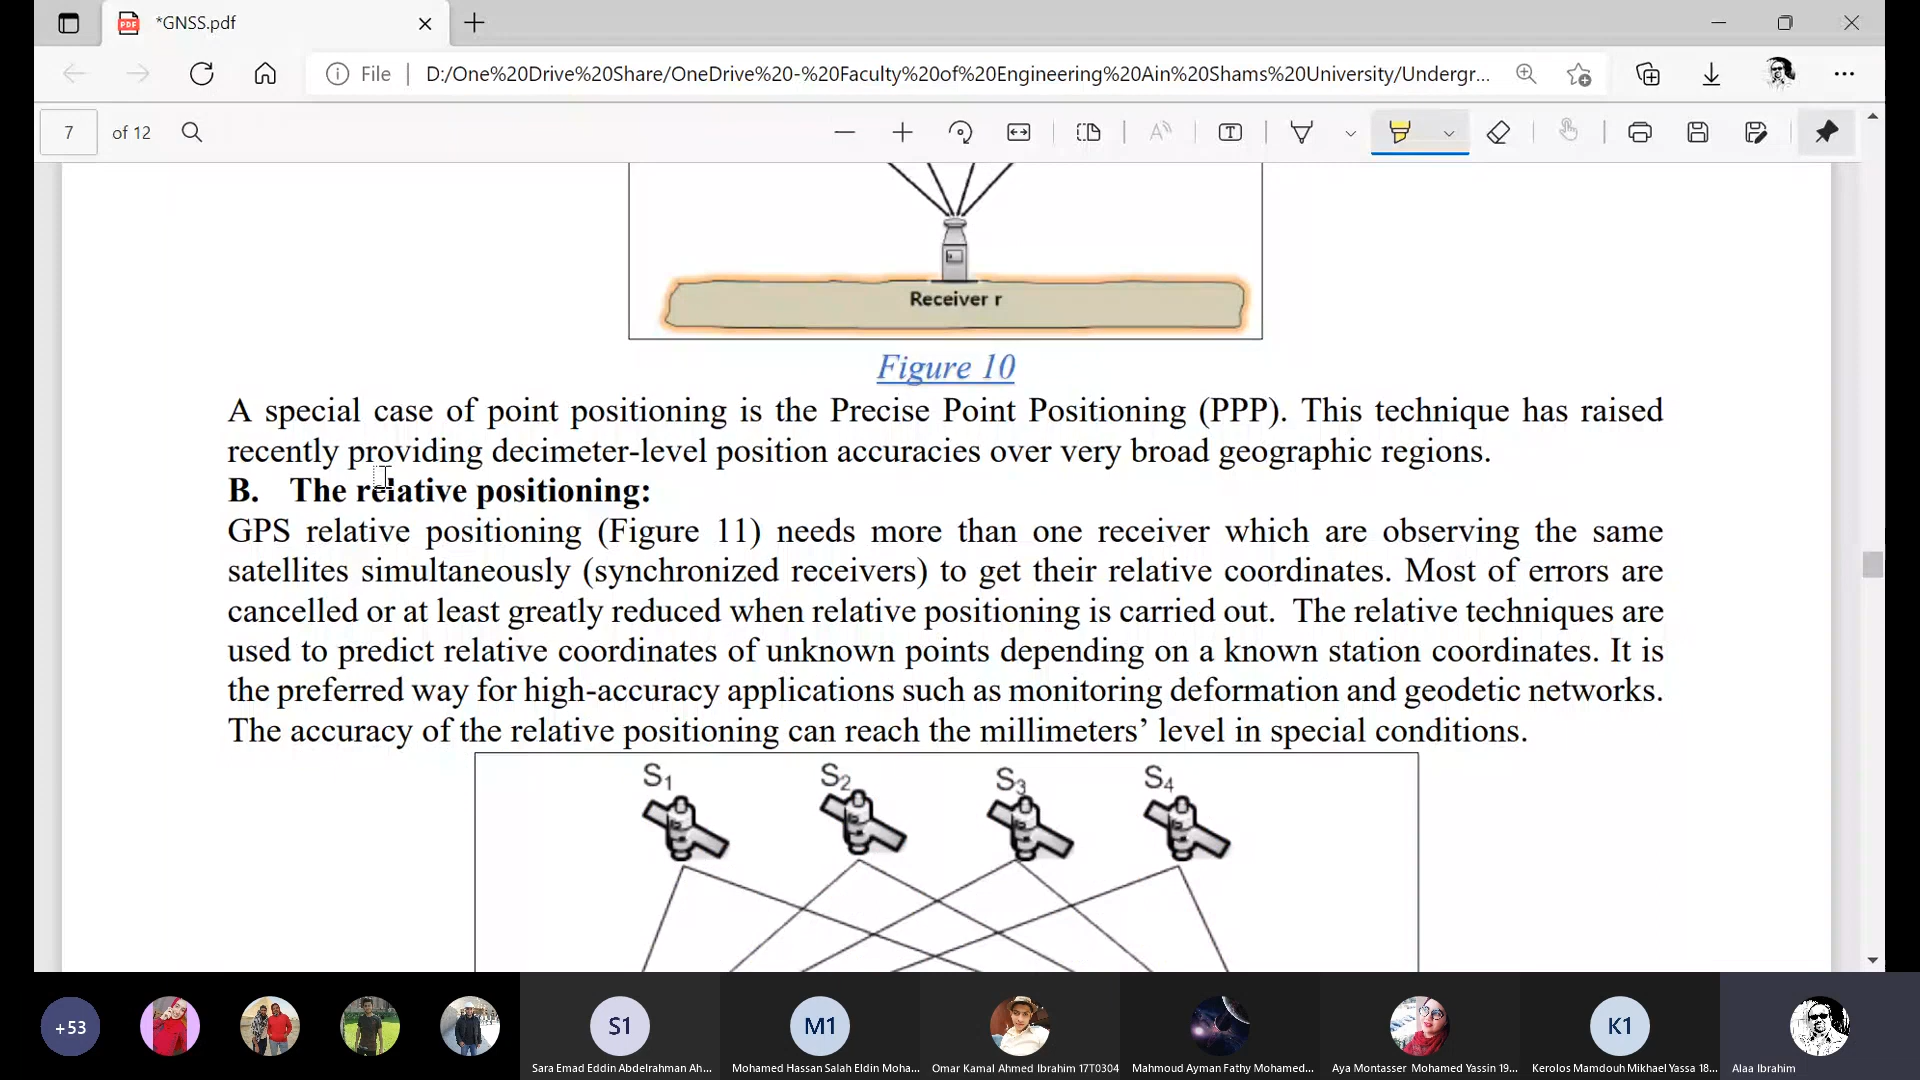 *GNSS.pdf
File
D:/One%20Drive%20Share/OneDrive%20-%20Faculty%20of%20Engineering%20Ain%20Shams%20University/Undergr...
7 of 12
Receiver r
Figure 10
A special case of point positioning is the Precise Point Positioning (PPP). This technique has raised
recently providing decimeter-level position accuracies over very broad geographic regions.
B. The relative positioning:
GPS relative positioning (Figure 11) needs more than one receiver which are observing the same
satellites simultaneously (synchronized receivers) to get their relative coordinates. Most of errors are
cancelled or at least greatly reduced when relative positioning is carried out. The relative techniques are
used to predict relative coordinates of unknown points depending on a known station coordinates. It is
the preferred way for high-accuracy applications such as monitoring deformation and geodetic networks.
The accuracy of the relative positioning can reach the millimeters’ level in special conditions.
S1 S2 S3 S4
+53 S1 M1 K1
Sara Emad Eddin Abdelrahman Ah... Mohamed Hassan Salah Eldin Moha... Omar Kamal Ahmed Ibrahim 17T0304 Mahmoud Ayman Fathy Mohamed... Aya Montasser Mohamed Yassin 19... Kerolos Mamdouh Mikhael Yassa 18... Alaa Ibrahim